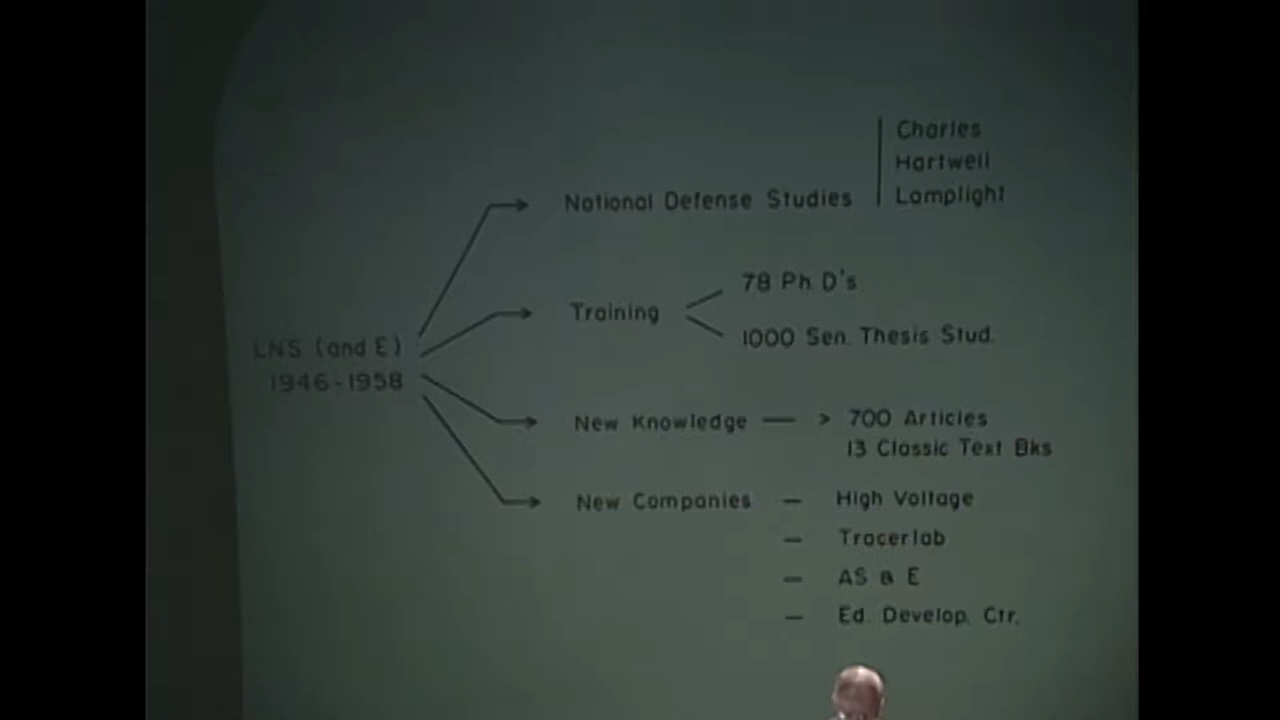 Charles
Hartwell
National Defense Studies Lamplight
78 Ph. D's
Training
1000 Sen. Thesis Stud.
LNS (and E)
1946-1958
New Knowledge — > 700 Articles
13 Classic Text Bks
New Companies — High Voltage
— Tracerlab
— AS & E
— Ed. Develop. Ctr.